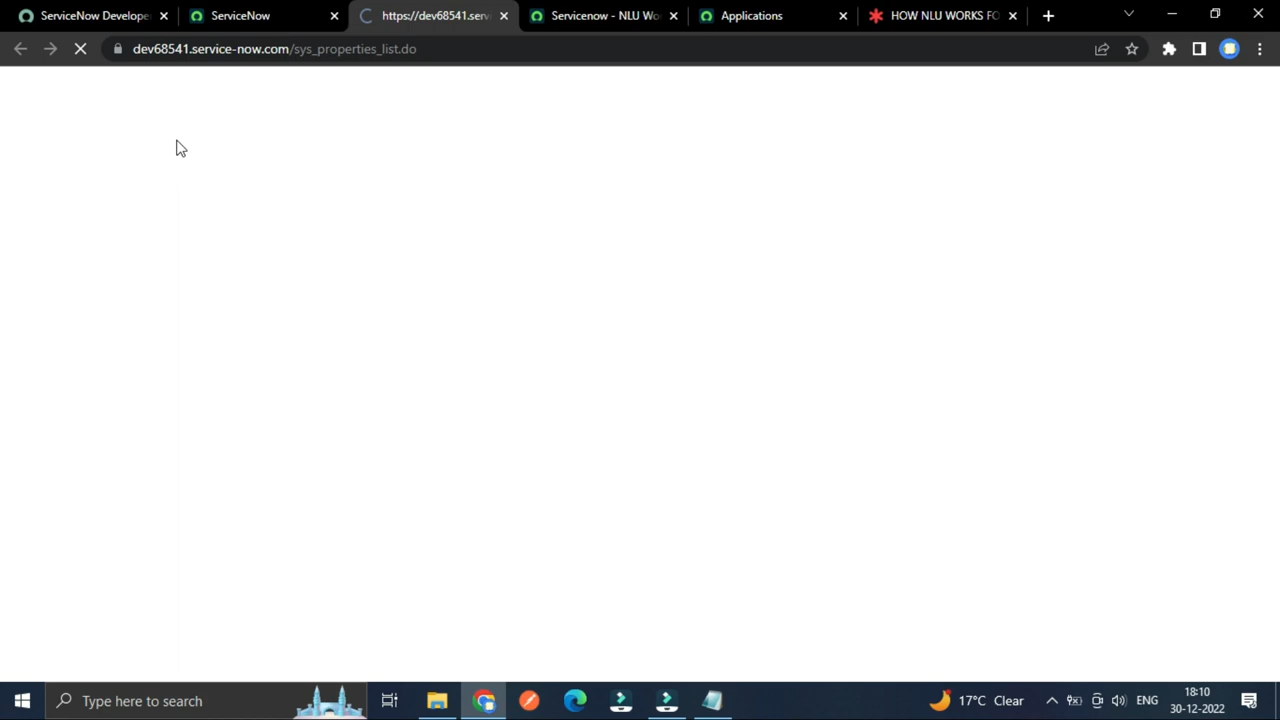 ServiceNow Develope
ServiceNow
https://dev68541.serv
Servicenow - NLU Wo
Applications
HOW NLU WORKS FO
dev68541.service-now.com/sys_properties_list.do
Type here to search
17°C Clear
ENG
18:10
30-12-2022